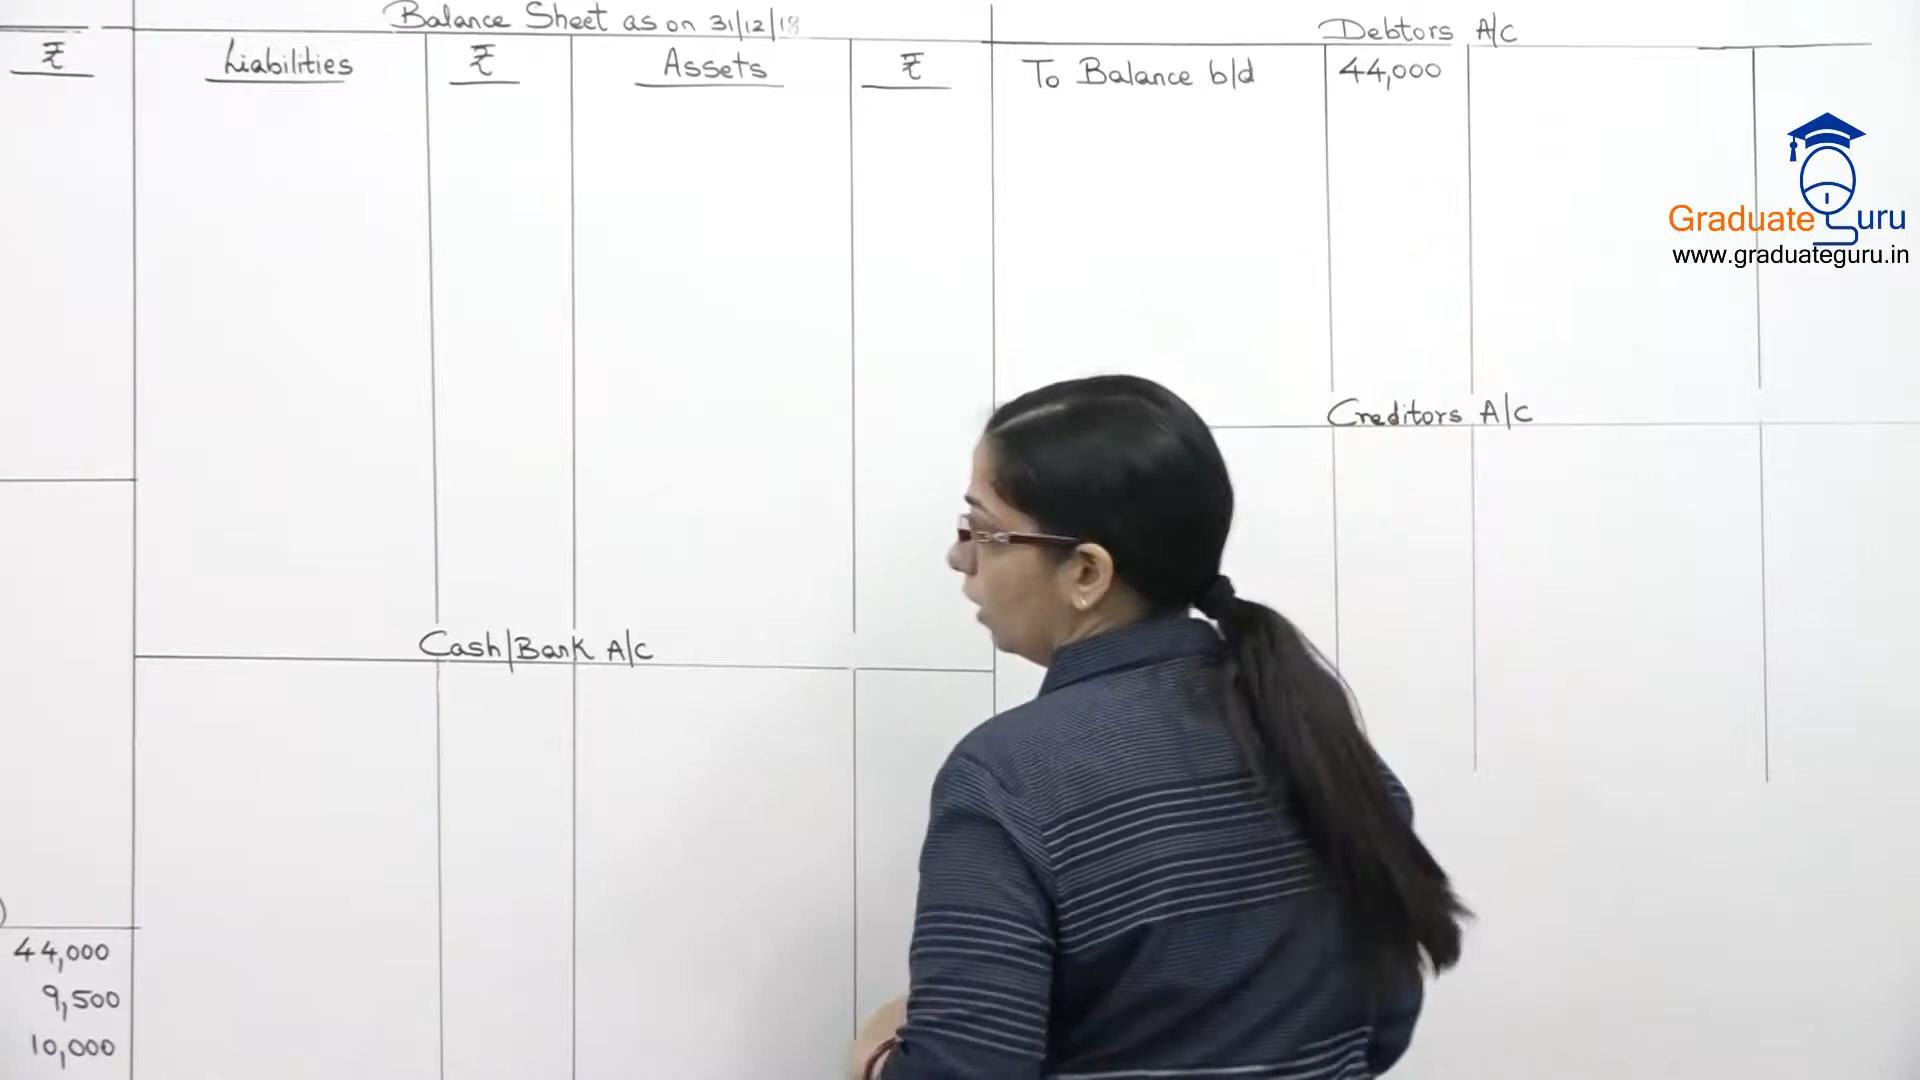 Balance Sheet as on 31/12/18
₹
Liabilities
₹
Assets
₹
Debtors A/c
To Balance b/d
44,000
Graduate Guru
www.graduateguru.in
Creditors A/c
Cash/Bank A/c
)
44,000
9,500
10,000